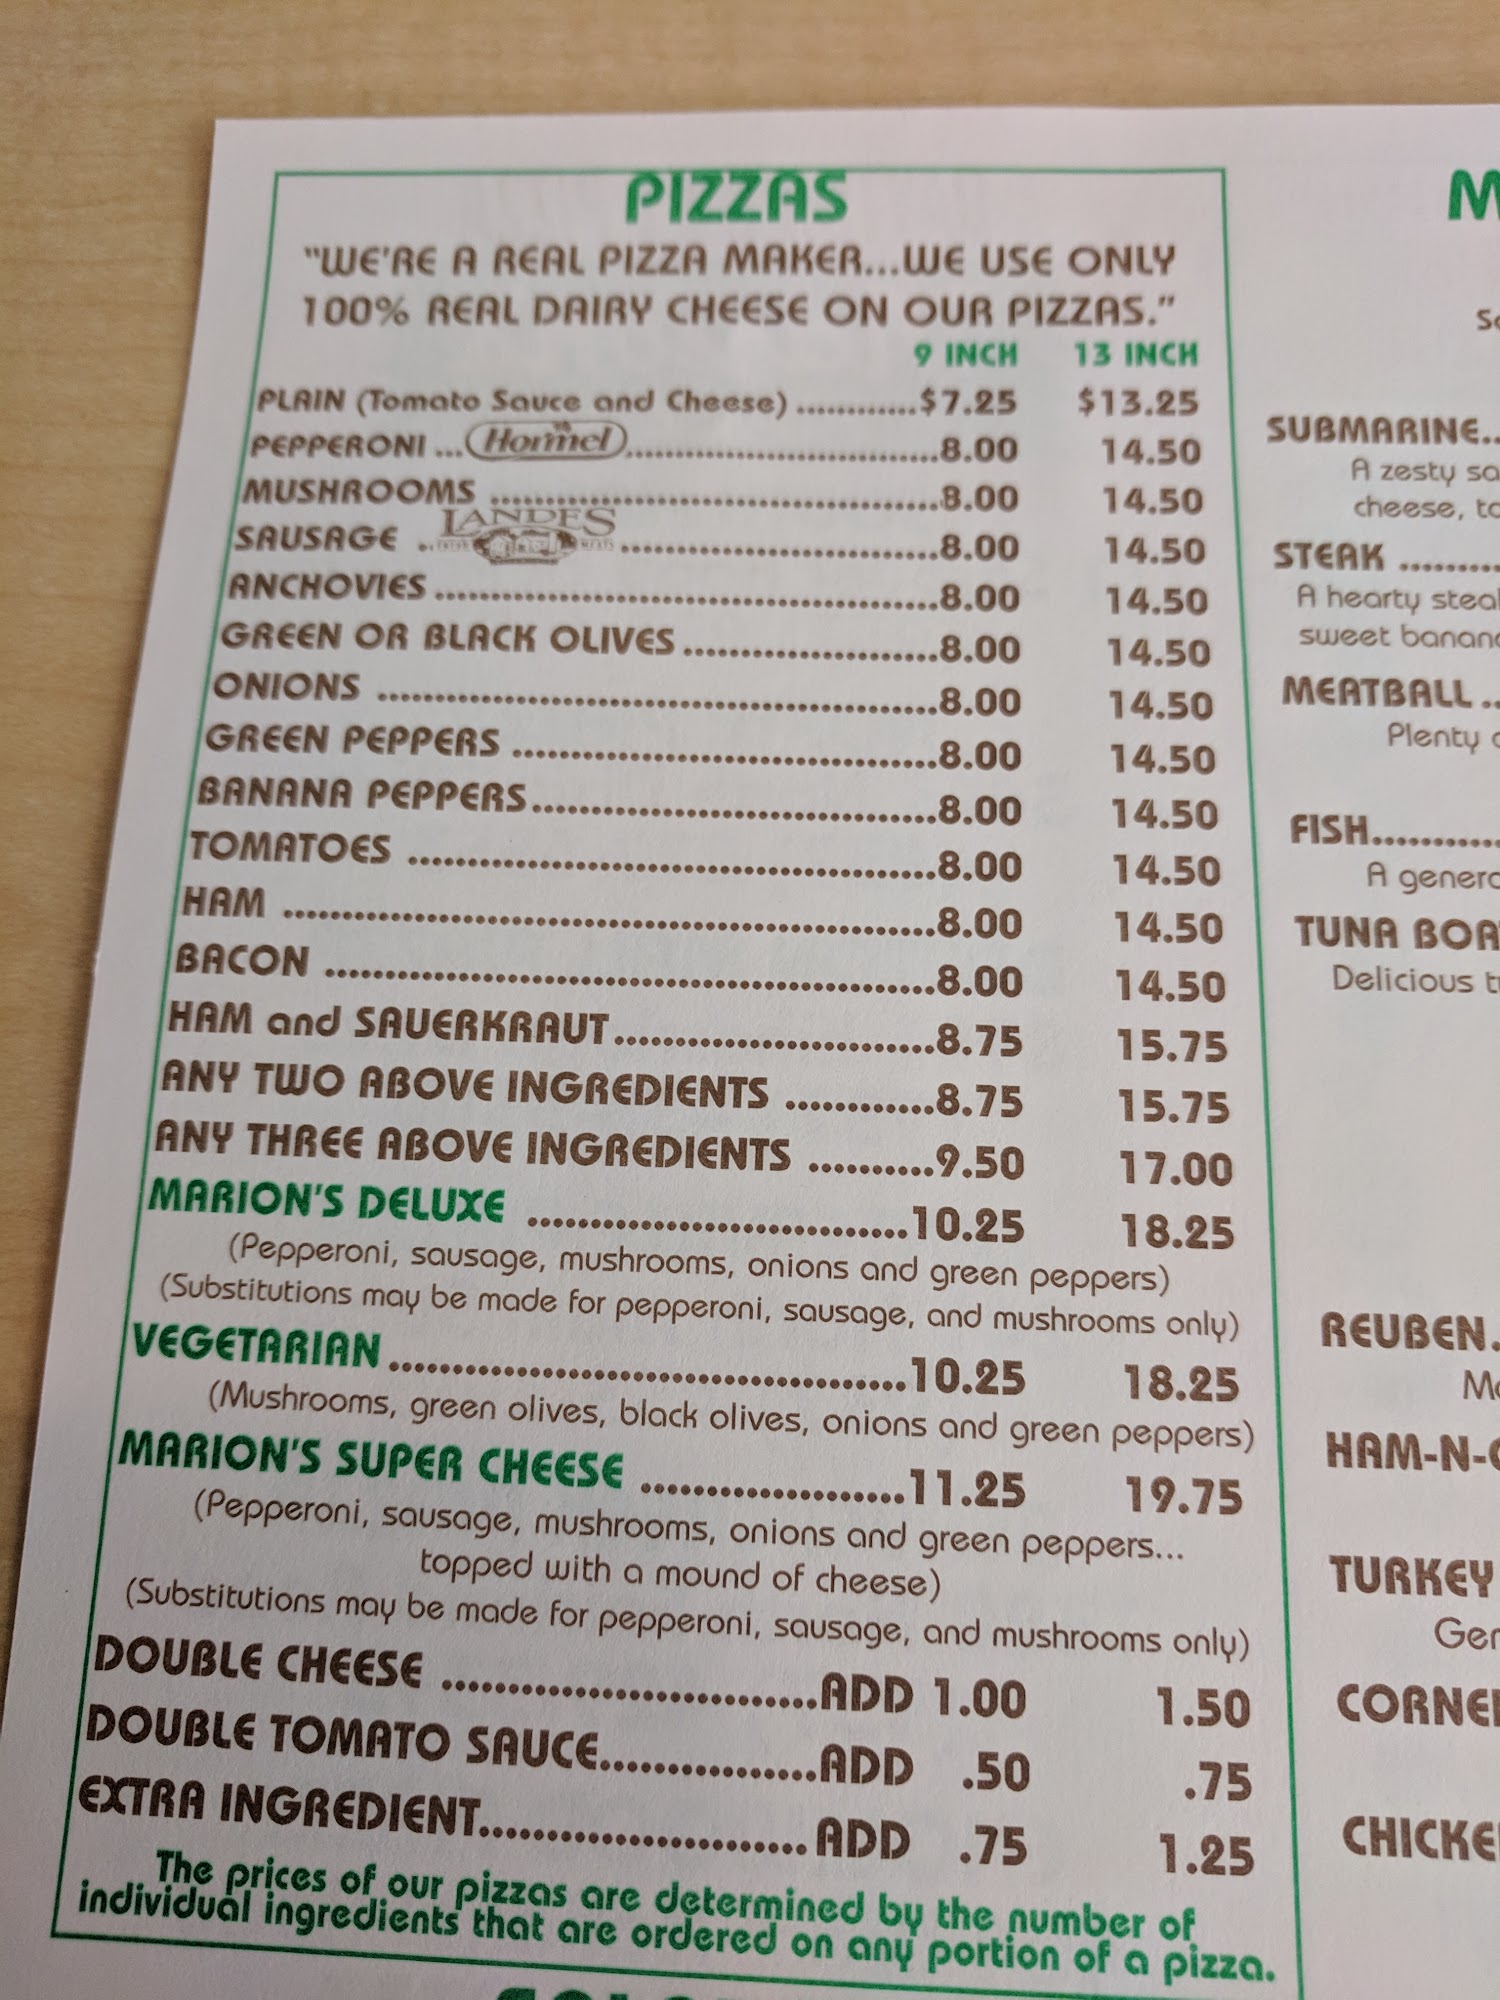 PIZZAS
"WE'RE A REAL PIZZA MAKER...WE USE ONLY
100% REAL DAIRY CHEESE ON OUR PIZZAS."
9 INCH 13 INCH
PLAIN (Tomato Sauce and Cheese) ............$7.25 $13.25
PEPPERONI ... Hormel ................................8.00 14.50
MUSHROOMS ................................8.00 14.50
SAUSAGE .. LANDES ................................8.00 14.50
ANCHOVIES ................................8.00 14.50
GREEN OR BLACK OLIVES ......................8.00 14.50
ONIONS ................................8.00 14.50
GREEN PEPPERS ................................8.00 14.50
BANANA PEPPERS ................................8.00 14.50
TOMATOES ................................8.00 14.50
HAM ................................8.00 14.50
BACON ................................8.00 14.50
HAM and SAUERKRAUT..........................8.75 15.75
ANY TWO ABOVE INGREDIENTS ............8.75 15.75
ANY THREE ABOVE INGREDIENTS ..........9.50 17.00
MARION'S DELUXE ..............................10.25 18.25
(Pepperoni, sausage, mushrooms, onions and green peppers)
(Substitutions may be made for pepperoni, sausage, and mushrooms only)
VEGETARIAN ........................................10.25 18.25
(Mushrooms, green olives, black olives, onions and green peppers)
MARION'S SUPER CHEESE ....................11.25 19.75
(Pepperoni, sausage, mushrooms, onions and green peppers...
topped with a mound of cheese)
(Substitutions may be made for pepperoni, sausage, and mushrooms only)
DOUBLE CHEESE ............................ADD 1.00 1.50
DOUBLE TOMATO SAUCE................ADD .50 .75
EXTRA INGREDIENT........................ADD .75 1.25
The prices of our pizzas are determined by the number of
individual ingredients that are ordered on any portion of a pizza.
M
SUBMARINE..
A zesty sa
cheese, to
STEAK ........
A hearty steak
sweet banana
MEATBALL ..
Plenty o
FISH..........
A genero
TUNA BOA
Delicious t
REUBEN.
Mo
HAM-N-C
TURKEY
Gen
CORNE
CHICKE